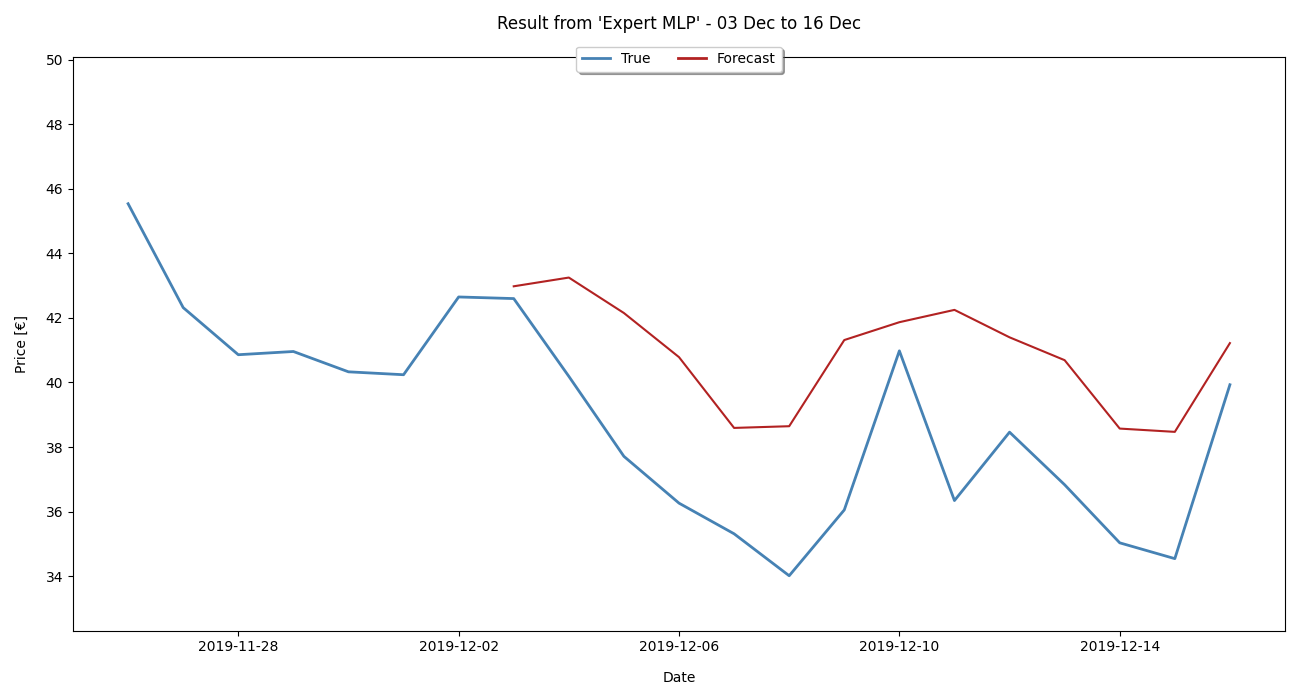 Result from 'Expert MLP' - 03 Dec to 16 Dec
True Forecast
50
48
46
44
42
40
38
36
34
Price [€]
2019-11-28 2019-12-02 2019-12-06 2019-12-10 2019-12-14
Date